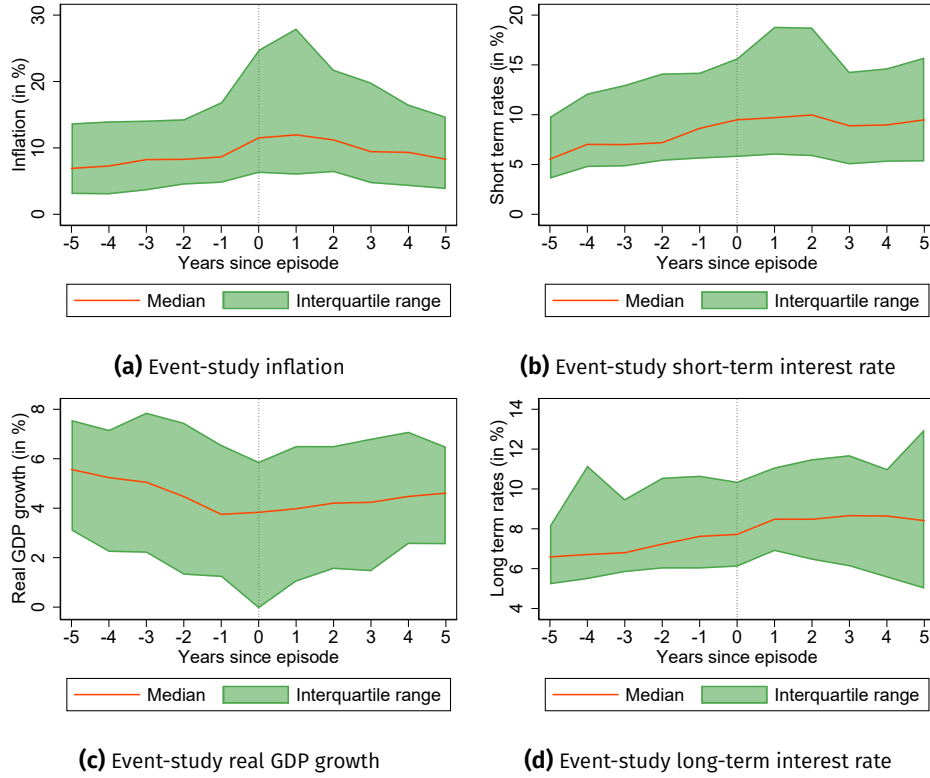 Inflation (in %)
30
20
10
0
-5 -4 -3 -2 -1 0 1 2 3 4 5
Years since episode
Median Interquartile range
(a) Event-study inflation
Short term rates (in %)
20
15
10
5
0
-5 -4 -3 -2 -1 0 1 2 3 4 5
Years since episode
Median Interquartile range
(b) Event-study short-term interest rate
Real GDP growth (in %)
8
6
4
2
0
-5 -4 -3 -2 -1 0 1 2 3 4 5
Years since episode
Median Interquartile range
(c) Event-study real GDP growth
Long term rates (in %)
14
12
10
8
6
4
-5 -4 -3 -2 -1 0 1 2 3 4 5
Years since episode
Median Interquartile range
(d) Event-study long-term interest rate